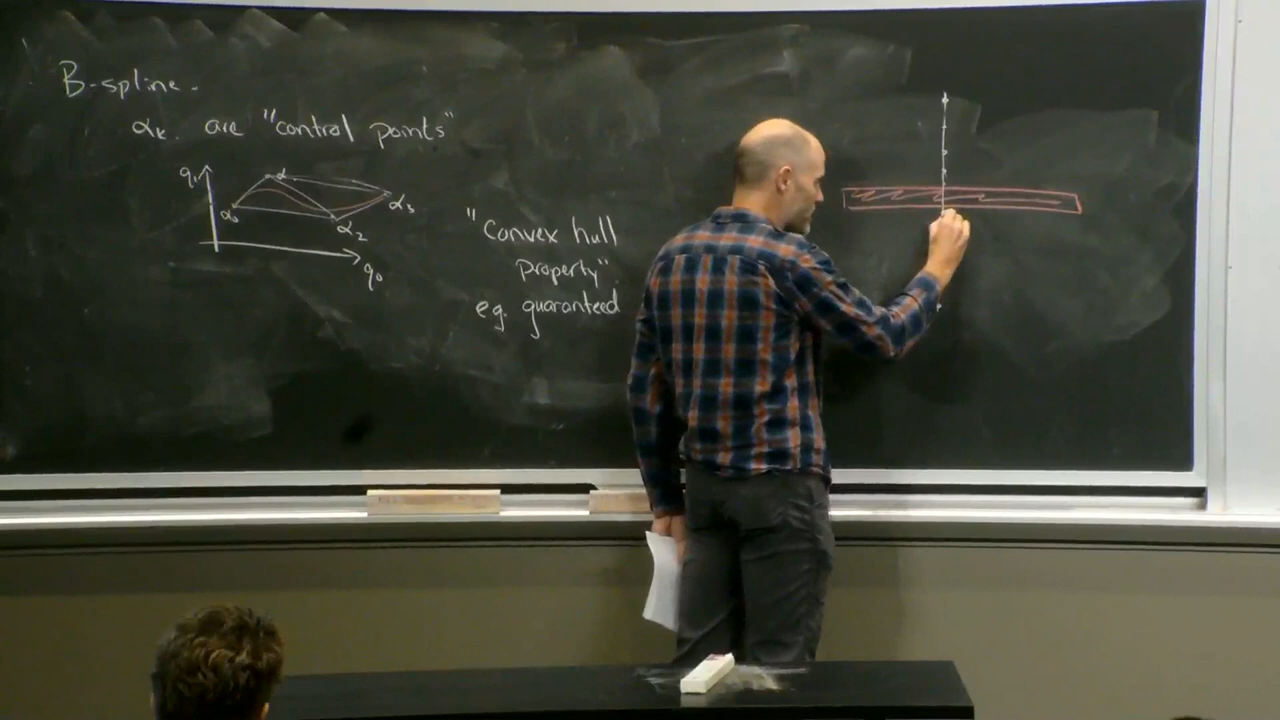 B-spline.
αₖ are "control points"
q₁
α₀
α
α₃
α₂
q₀
"Convex hull
property"
e.g. guaranteed